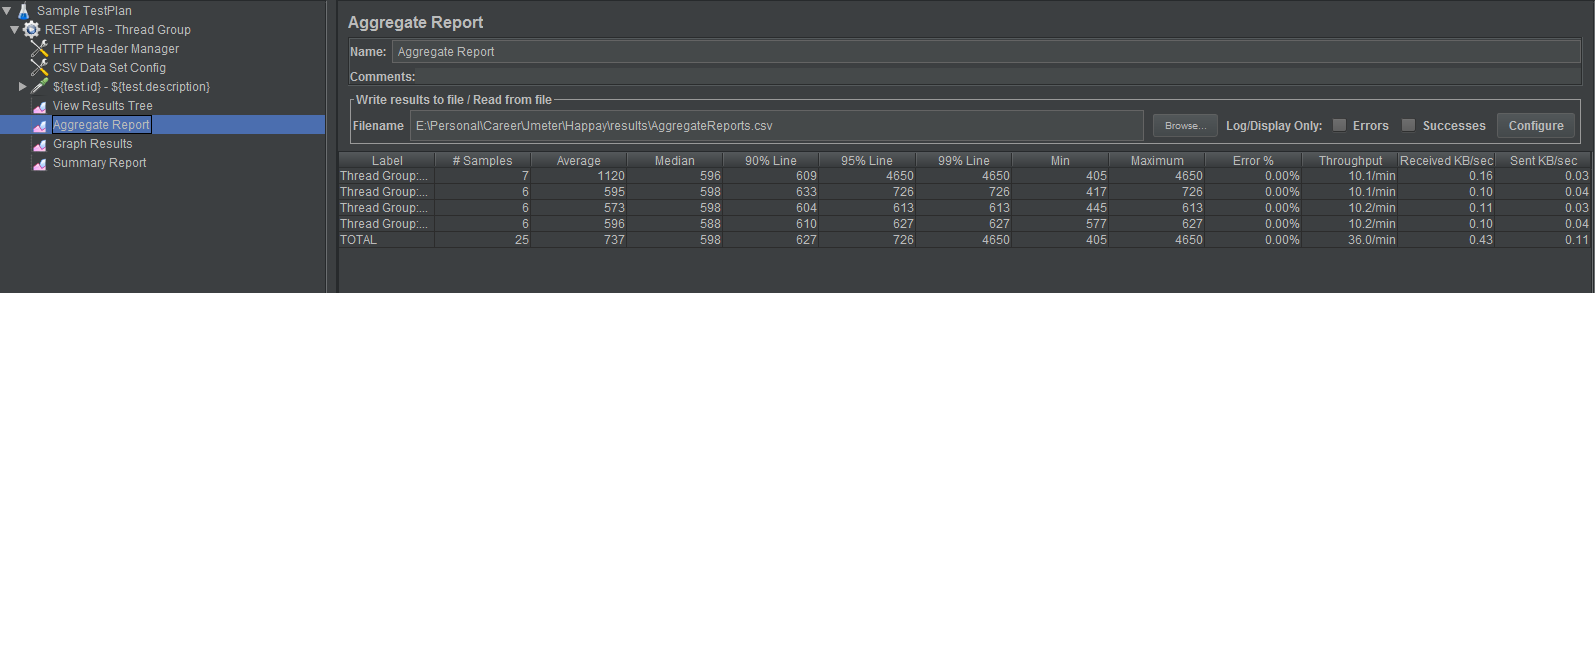 Sample TestPlan
REST APIs - Thread Group
HTTP Header Manager
CSV Data Set Config
${test.id} - ${test.description}
View Results Tree
Aggregate Report
Graph Results
Summary Report
Aggregate Report
Name: Aggregate Report
Comments:
Write results to file / Read from file
Filename E:\Personal\Career\Jmeter\Happay\results\AggregateReports.csv Browse... Log/Display Only: Errors Successes Configure
Label # Samples Average Median 90% Line 95% Line 99% Line Min Maximum Error % Throughput Received KB/sec Sent KB/sec
Thread Group:... 7 1120 596 609 4650 4650 405 4650 0.00% 10.1/min 0.16 0.03
Thread Group:... 6 595 598 633 726 726 417 726 0.00% 10.1/min 0.10 0.04
Thread Group:... 6 573 598 604 613 613 445 613 0.00% 10.2/min 0.11 0.03
Thread Group:... 6 596 588 610 627 627 577 627 0.00% 10.2/min 0.10 0.04
TOTAL 25 737 598 627 726 4650 405 4650 0.00% 36.0/min 0.43 0.11